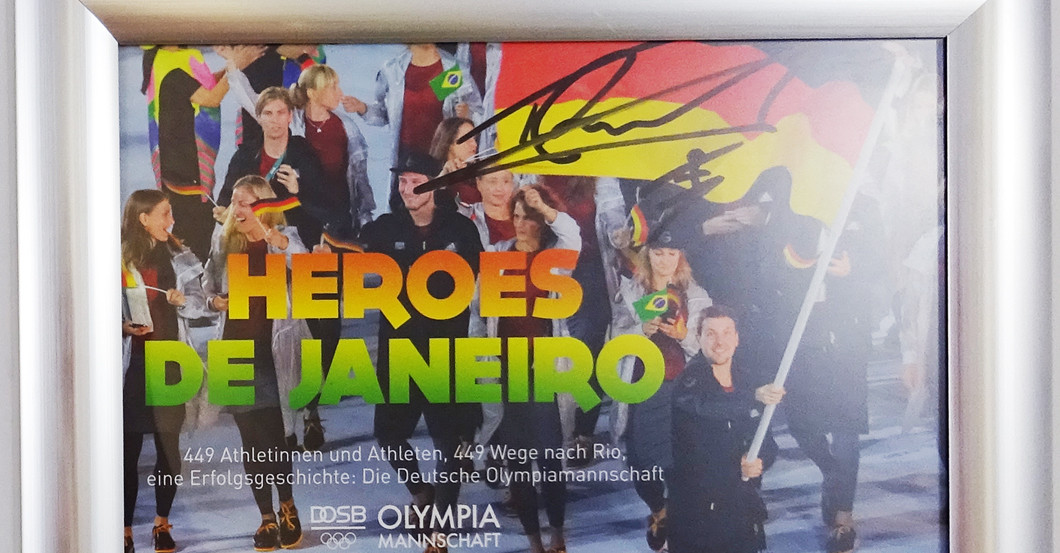 HEROES
DE JANEIRO
449 Athletinnen und Athleten, 449 Wege nach Rio,
eine Erfolgsgeschichte: Die Deutsche Olympiamannschaft
DOSB OLYMPIA
MANNSCHAFT